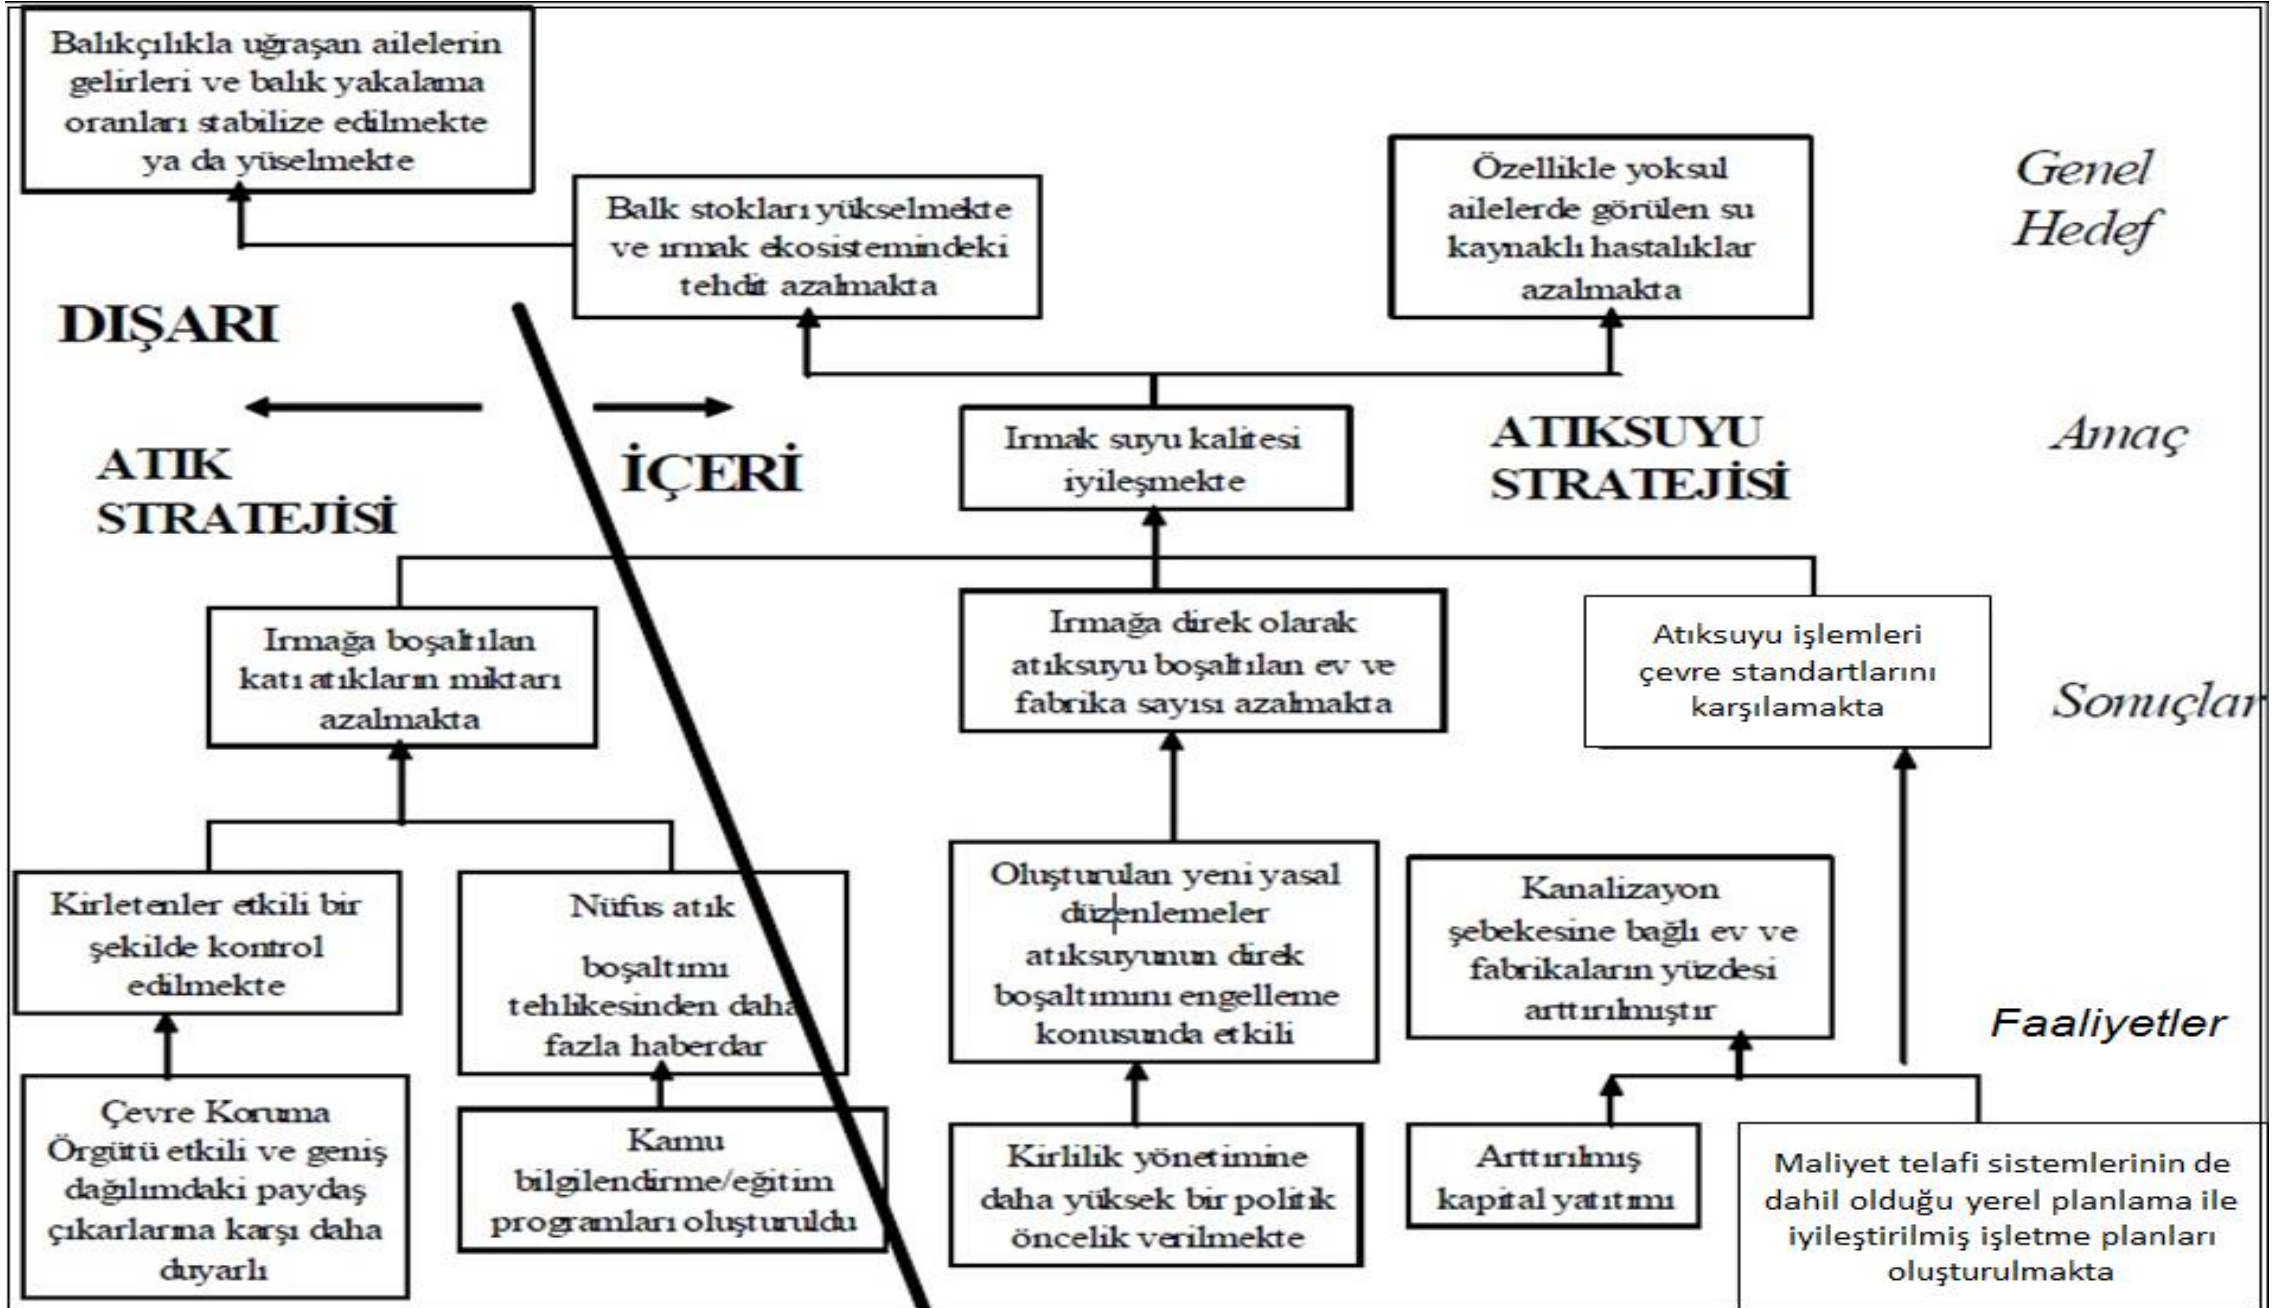 Balıkçılıkla uğraşan ailelerin
gelirleri ve balık yakalama
oranları stabilize edilmekte
ya da yüselmekte
Balk stokları yükselmekte
ve ırmak ekosistemindeki
tehdit azalmakta
Özellikle yoksul
ailelerde görülen su
kaynaklı hastalıklar
azalmakta
Genel
Hedef
DIŞARI
ATIK
STRATEJİSİ
İÇERİ
Irmak suyu kalitesi
iyileşmekte
ATIKSUYU
STRATEJİSİ
Amaç
Irmağa boşaltılan
katı atıkların miktarı
azalmakta
Irmağa direk olarak
atıksuyu boşaltılan ev ve
fabrika sayısı azalmakta
Atıksuyu işlemleri
çevre standartlarını
karşılamakta
Sonuçlar
Kirletenler etkili bir
şekilde kontrol
edilmekte
Nüfus atık
boşaltımı
tehlikesinden daha
fazla haberdar
Oluşturulan yeni yasal
düzenlemeler
atıksuyunun direk
boşaltımını engelleme
konusunda etkili
Kanalizayon
şebekesine bağlı ev ve
fabrikaların yüzdesi
arttırılmıştır
Faaliyetler
Çevre Koruma
Örgütü etkili ve geniş
dağılımdaki paydaş
çıkarlarına karşı daha
duyarlı
Kamu
bilgilendirme/eğitim
programları oluşturuldu
Kirlilik yönetimine
daha yüksek bir politik
öncelik verilmekte
Arttırılmış
kapital yatıtımı
Maliyet telafi sistemlerinin de
dahil olduğu yerel planlama ile
iyileştirilmiş işletme planları
oluşturulmakta